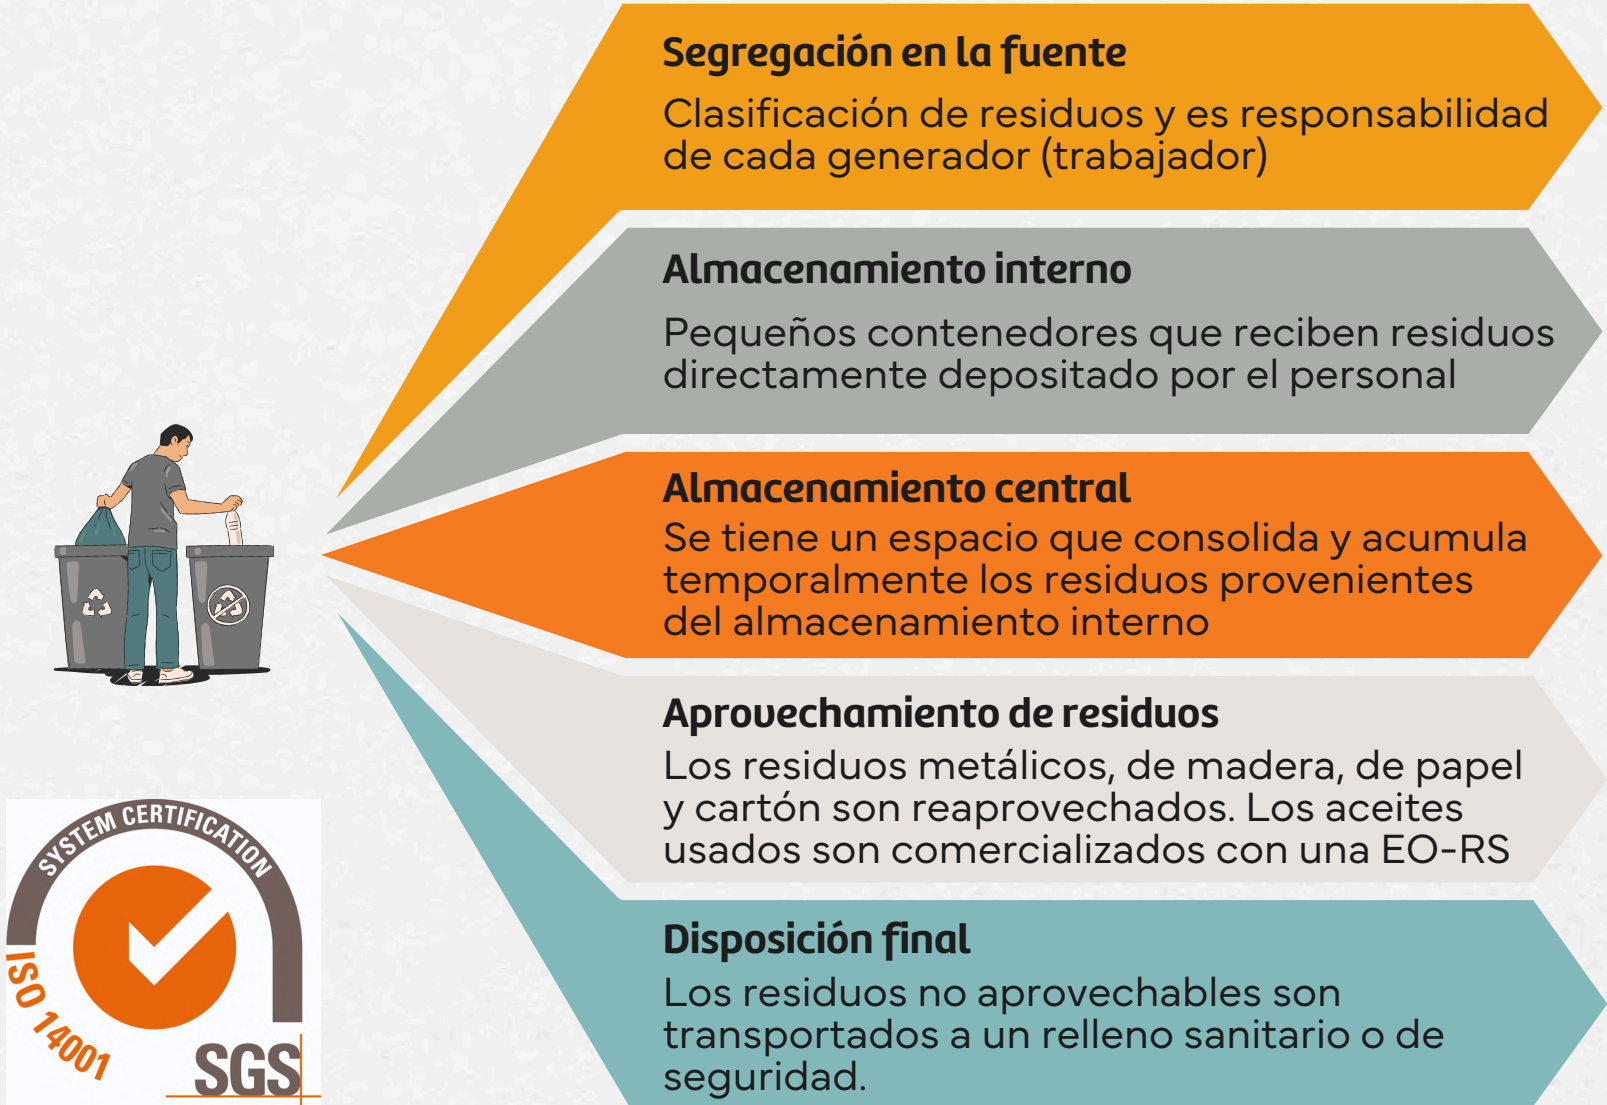 Segregación en la fuente
Clasificación de residuos y es responsabilidad
de cada generador (trabajador)
Almacenamiento interno
Pequeños contenedores que reciben residuos
directamente depositado por el personal
Almacenamiento central
Se tiene un espacio que consolida y acumula
temporalmente los residuos provenientes
del almacenamiento interno
Aprovechamiento de residuos
Los residuos metálicos, de madera, de papel
y cartón son reaprovechados. Los aceites
usados son comercializados con una EO-RS
Disposición final
Los residuos no aprovechables son
transportados a un relleno sanitario o de
seguridad.
SYSTEM CERTIFICATION
ISO 14001
SGS